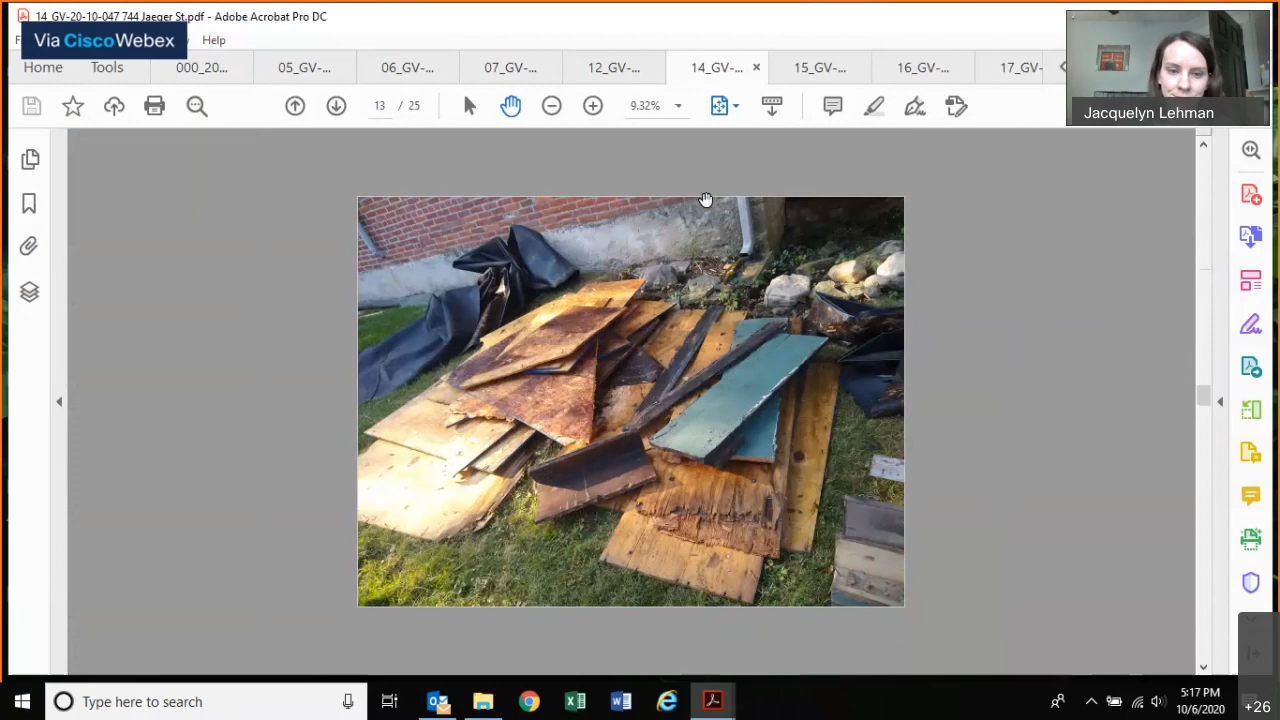 14_GV-20-10-047 744 Jaeger St.pdf - Adobe Acrobat Pro DC
Via CiscoWebex
Help
Home Tools 000_20... 05_GV-... 06_GV-... 07_GV-... 12_GV-... 14_GV-... × 15_GV-... 16_GV-... 17_GV-
13 / 25 9.32%
Jacquelyn Lehman
Type here to search
5:17 PM
10/6/2020
+26